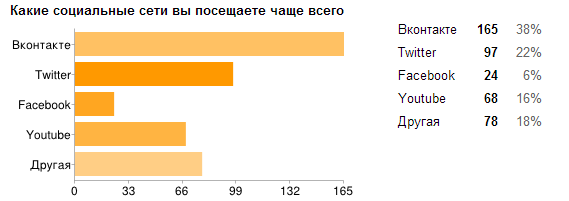 Какие социальные сети вы посещаете чаще всего
Вконтакте
Twitter
Facebook
Youtube
Другая
0 33 66 99 132 165
Вконтакте 165 38%
Twitter 97 22%
Facebook 24 6%
Youtube 68 16%
Другая 78 18%